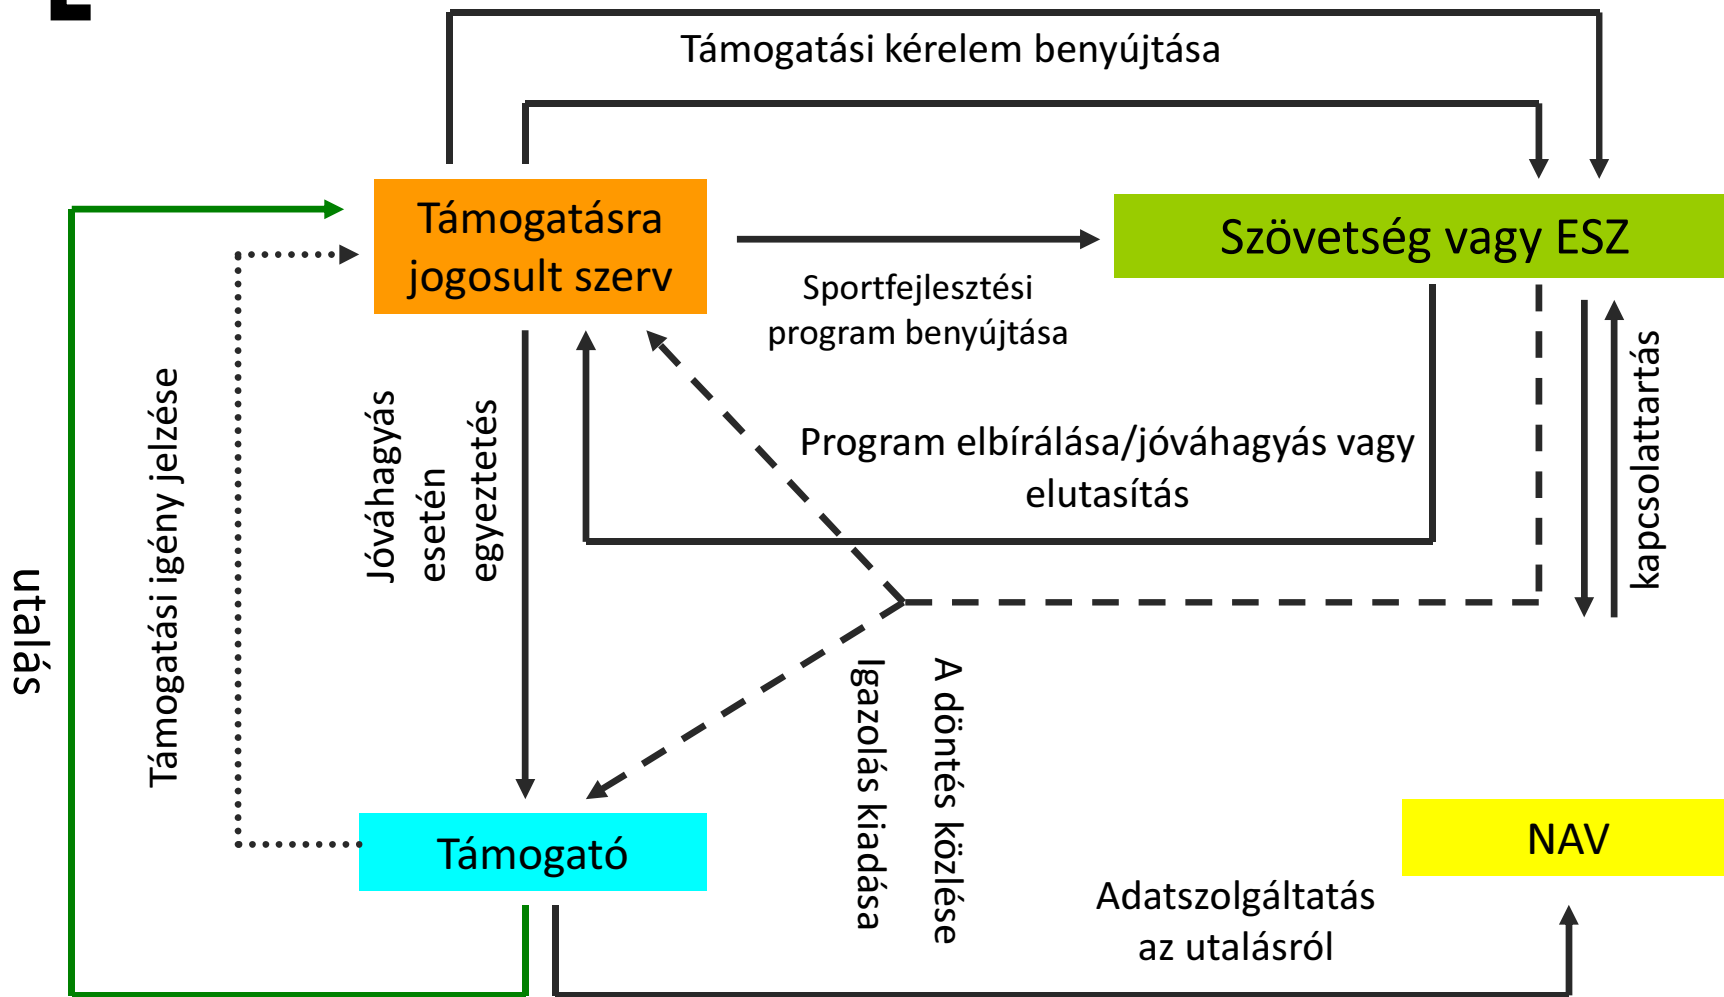 Támogatási kérelem benyújtása
Támogatásra
jogosult szerv
Szövetség vagy ESZ
Sportfejlesztési
program benyújtása
Program elbírálása/jóváhagyás vagy
elutasítás
kapcsolattartás
Jóváhagyás
esetén
egyeztetés
Támogatási igény jelzése
utalás
A döntés közlése
Igazolás kiadása
Támogató
NAV
Adatszolgáltatás
az utalásról